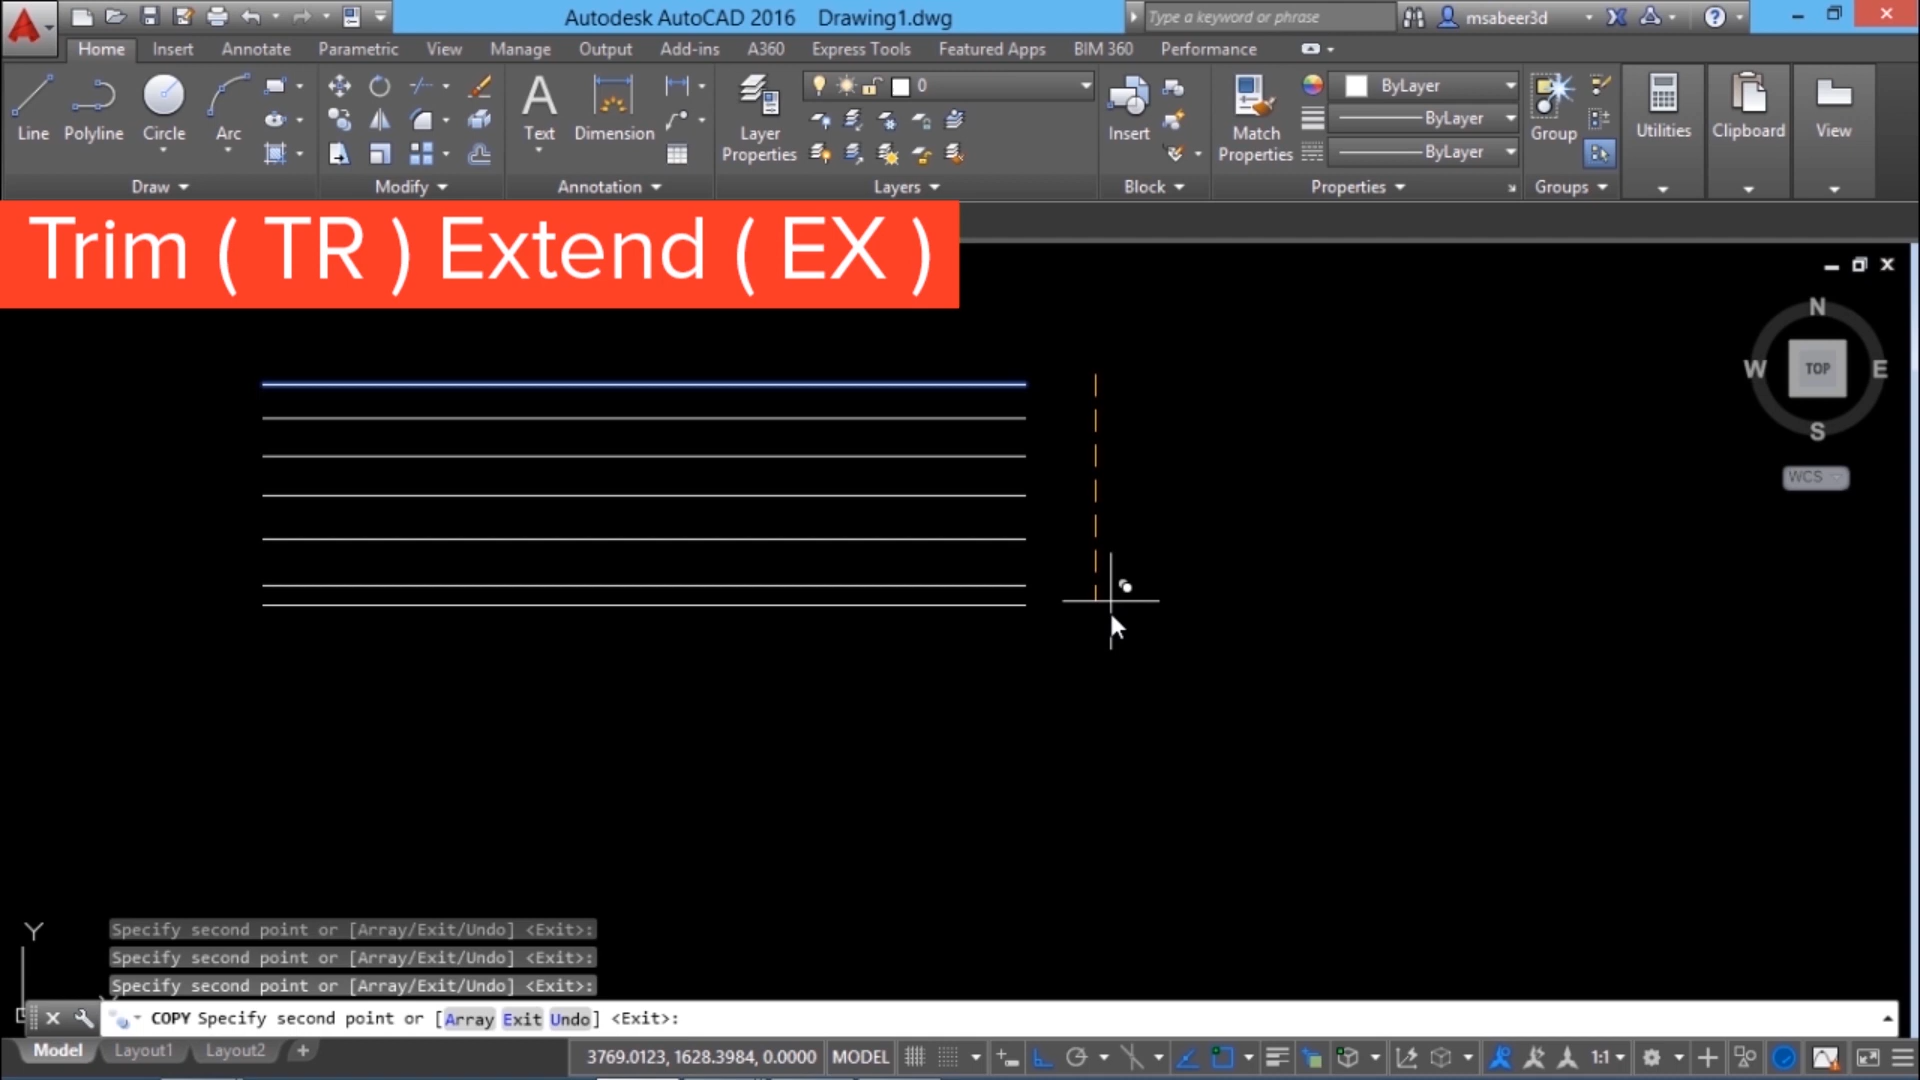 Autodesk AutoCAD 2016 Drawing1.dwg
Type a keyword or phrase
msabeer3d
Home Insert Annotate Parametric View Manage Output Add-ins A360 Express Tools Featured Apps BIM 360 Performance
0
ByLayer
ByLayer
ByLayer
Line Polyline Circle Arc
Text Dimension
Layer Properties
Insert
Match Properties
Group
Utilities Clipboard View
Draw Modify Annotation Layers Block Properties Groups
Trim ( TR ) Extend ( EX )
N
W TOP E
S
WCS
Y
Specify second point or [Array/Exit/Undo] <Exit>:
Specify second point or [Array/Exit/Undo] <Exit>:
Specify second point or [Array/Exit/Undo] <Exit>:
COPY Specify second point or [Array Exit Undo] <Exit>:
Model Layout1 Layout2 +
3769.0123, 1628.3984, 0.0000 MODEL 1:1